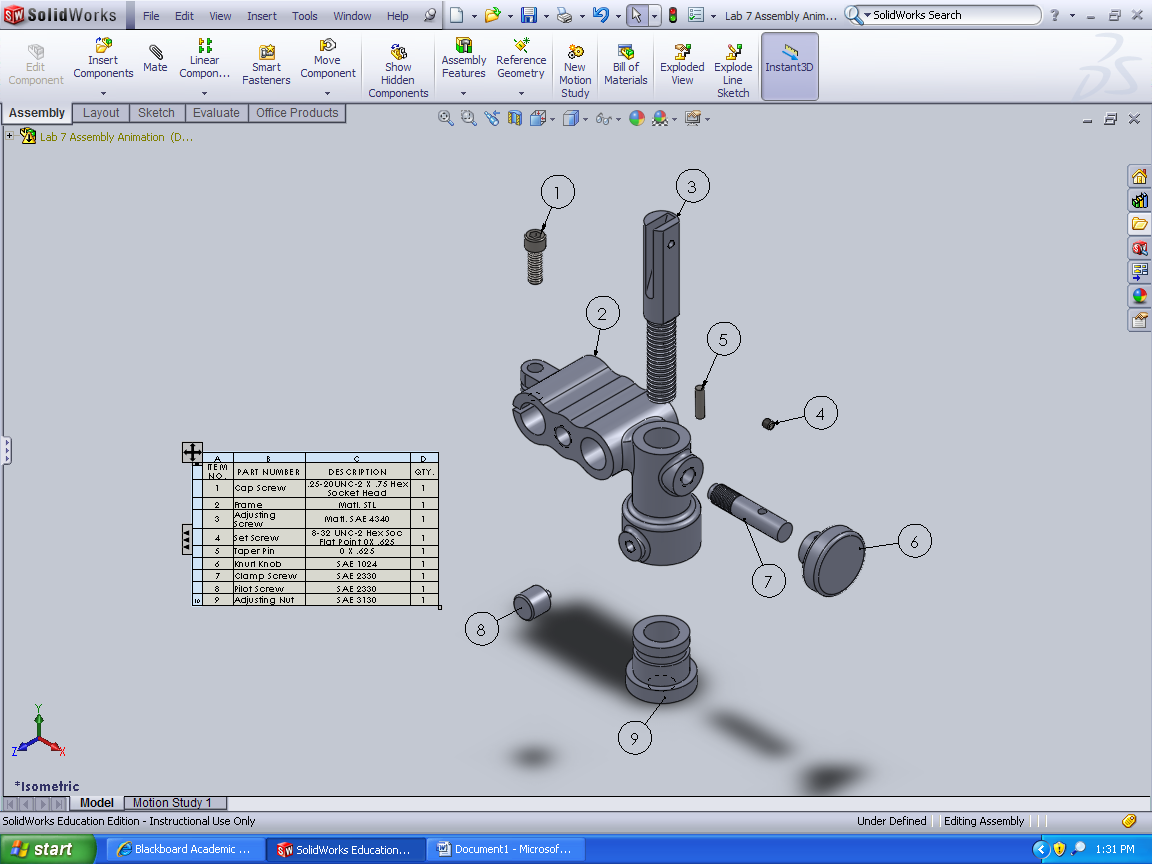 SolidWorks File Edit View Insert Tools Window Help Lab 7 Assembly Anim... SolidWorks Search
Edit Component
Insert Components
Mate
Linear Compon...
Smart Fasteners
Move Component
Show Hidden Components
Assembly Features
Reference Geometry
New Motion Study
Bill of Materials
Exploded View
Explode Line Sketch
Instant3D
Assembly Layout Sketch Evaluate Office Products
Lab 7 Assembly Animation (D...
1
3
2
5
4
6
7
8
9
A B C D
ITEM NO. PART NUMBER DESCRIPTION QTY.
1 Cap Screw .25-20UNC-2 X .75 Hex Socket Head 1
2 Frame Matl. STL 1
3 Adjusting Screw Matl. SAE 4340 1
4 Set Screw 8-32 UNC-2 Hex Soc Flat Point 0X .625 1
5 Taper Pin 0 X .625 1
6 Knurl Knob SAE 1024 1
7 Clamp Screw SAE 2330 1
8 Pilot Screw SAE 2330 1
10 9 Adjusting Nut SAE 3130 1
Y
Z X
*Isometric
Model Motion Study 1
SolidWorks Education Edition - Instructional Use Only Under Defined Editing Assembly
start Blackboard Academic ... SolidWorks Education... Document1 - Microsof... 1:31 PM